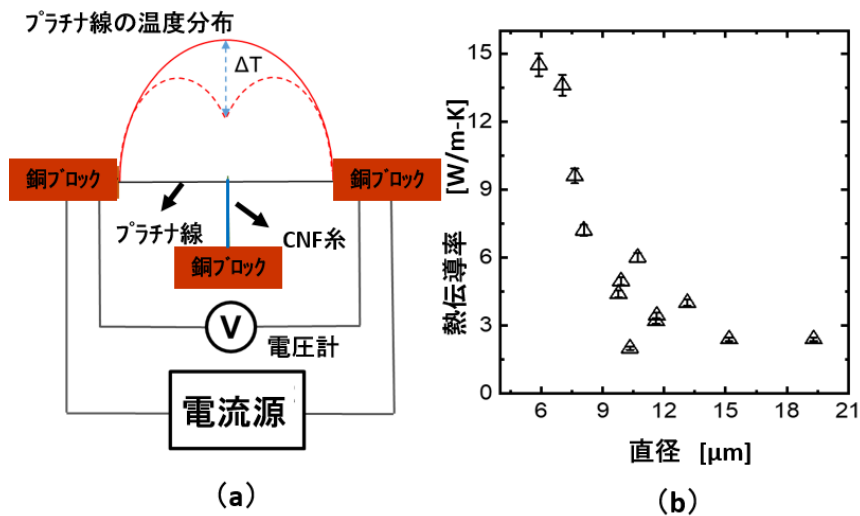 プラチナ線の温度分布
ΔT
銅ブロック
銅ブロック
プラチナ線
CNF糸
銅ブロック
V
電圧計
電流源
(a)
熱伝導率 [W/m-K]
15
12
9
6
3
0
6 9 12 15 18 21
直径 [μm]
(b)